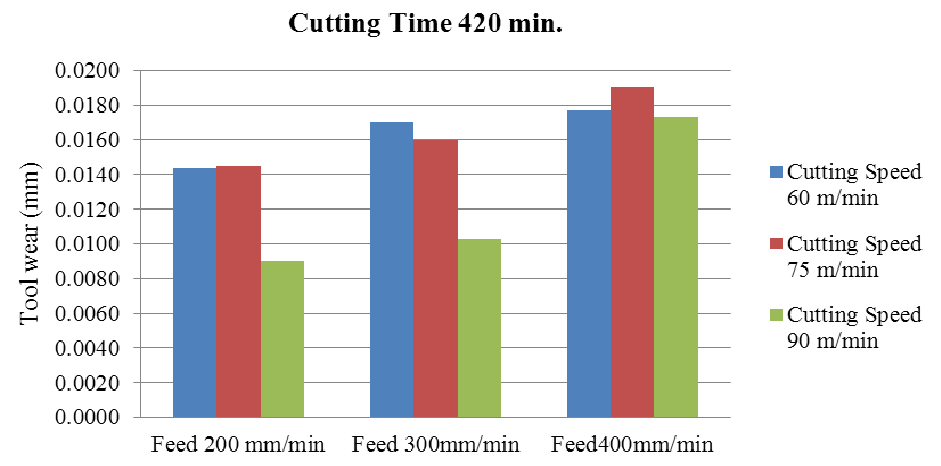 Cutting Time 420 min.
Tool wear (mm)
0.0200
0.0180
0.0160
0.0140
0.0120
0.0100
0.0080
0.0060
0.0040
0.0020
0.0000
Feed 200 mm/min
Feed 300mm/min
Feed400mm/min
Cutting Speed
60 m/min
Cutting Speed
75 m/min
Cutting Speed
90 m/min